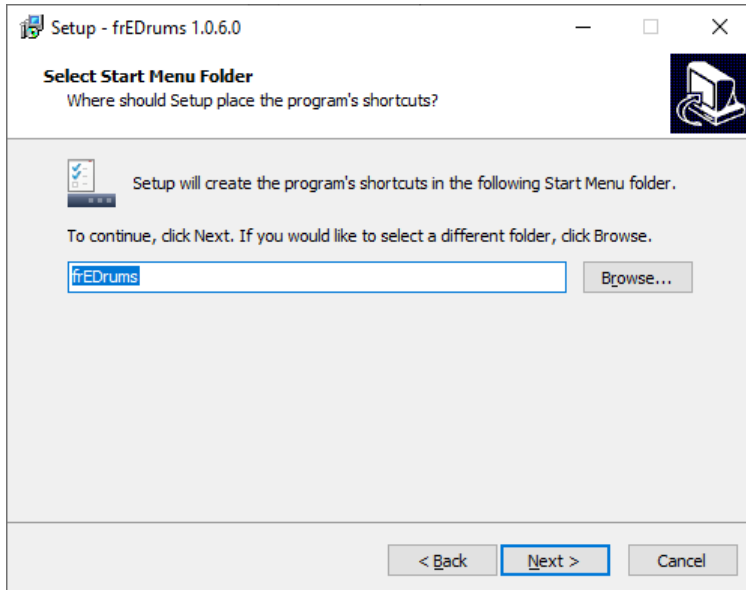 Setup - frEDrums 1.0.6.0
Select Start Menu Folder
Where should Setup place the program's shortcuts?
Setup will create the program's shortcuts in the following Start Menu folder.
To continue, click Next. If you would like to select a different folder, click Browse.
frEDrums
Browse...
< Back
Next >
Cancel